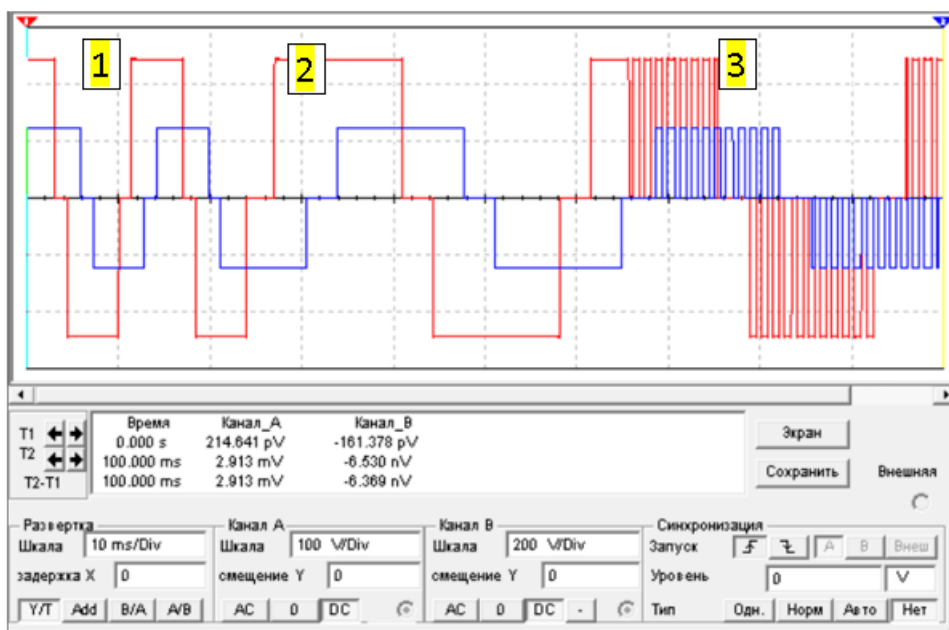 1 2 3
Время Канал_A Канал_B
T1 0.000 s 214.641 pV -161.378 pV Экран
T2 100.000 ms 2.913 mV -6.530 nV
T2-T1 100.000 ms 2.913 mV -6.369 nV Сохранить Внешняя
Развертка Канал A Канал B Синхронизация
Шкала 10 ms/Div Шкала 100 V/Div Шкала 200 V/Div Запуск A B Внеш
задержка X 0 смещение Y 0 смещение Y 0 Уровень 0 V
Y/T Add B/A A/B AC 0 DC AC 0 DC - Тип Одн. Норм Авто Нет